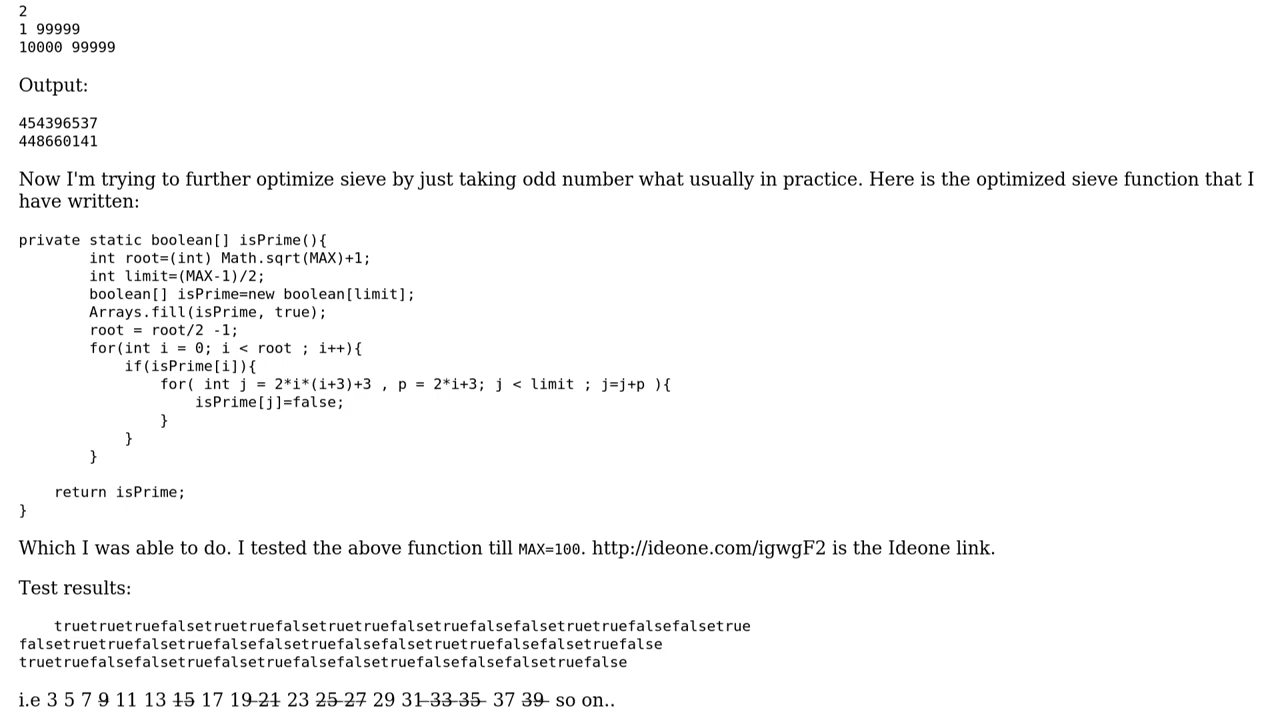 2
1 99999
10000 99999
Output:
454396537
448660141
Now I'm trying to further optimize sieve by just taking odd number what usually in practice. Here is the optimized sieve function that I
have written:
private static boolean[] isPrime(){
        int root=(int) Math.sqrt(MAX)+1;
        int limit=(MAX-1)/2;
        boolean[] isPrime=new boolean[limit];
        Arrays.fill(isPrime, true);
        root = root/2 -1;
        for(int i = 0; i < root ; i++){
            if(isPrime[i]){
                for( int j = 2*i*(i+3)+3 , p = 2*i+3; j < limit ; j=j+p ){
                    isPrime[j]=false;
                }
            }
        }
    return isPrime;
}
Which I was able to do. I tested the above function till MAX=100. http://ideone.com/igwgF2 is the Ideone link.
Test results:
    truetruetruefalsetruetruefalsetruetruefalsetruefalsefalsetruetruefalsefalsetrue
falsetruetruefalsetruefalsefalsetruefalsefalsetruetruefalsefalsetruefalse
truetruefalsefalsetruefalsetruefalsefalsetruefalsefalsefalsetruefalse
i.e 3 5 7 9 11 13 15 17 19 21 23 25 27 29 31 33 35 37 39 so on..